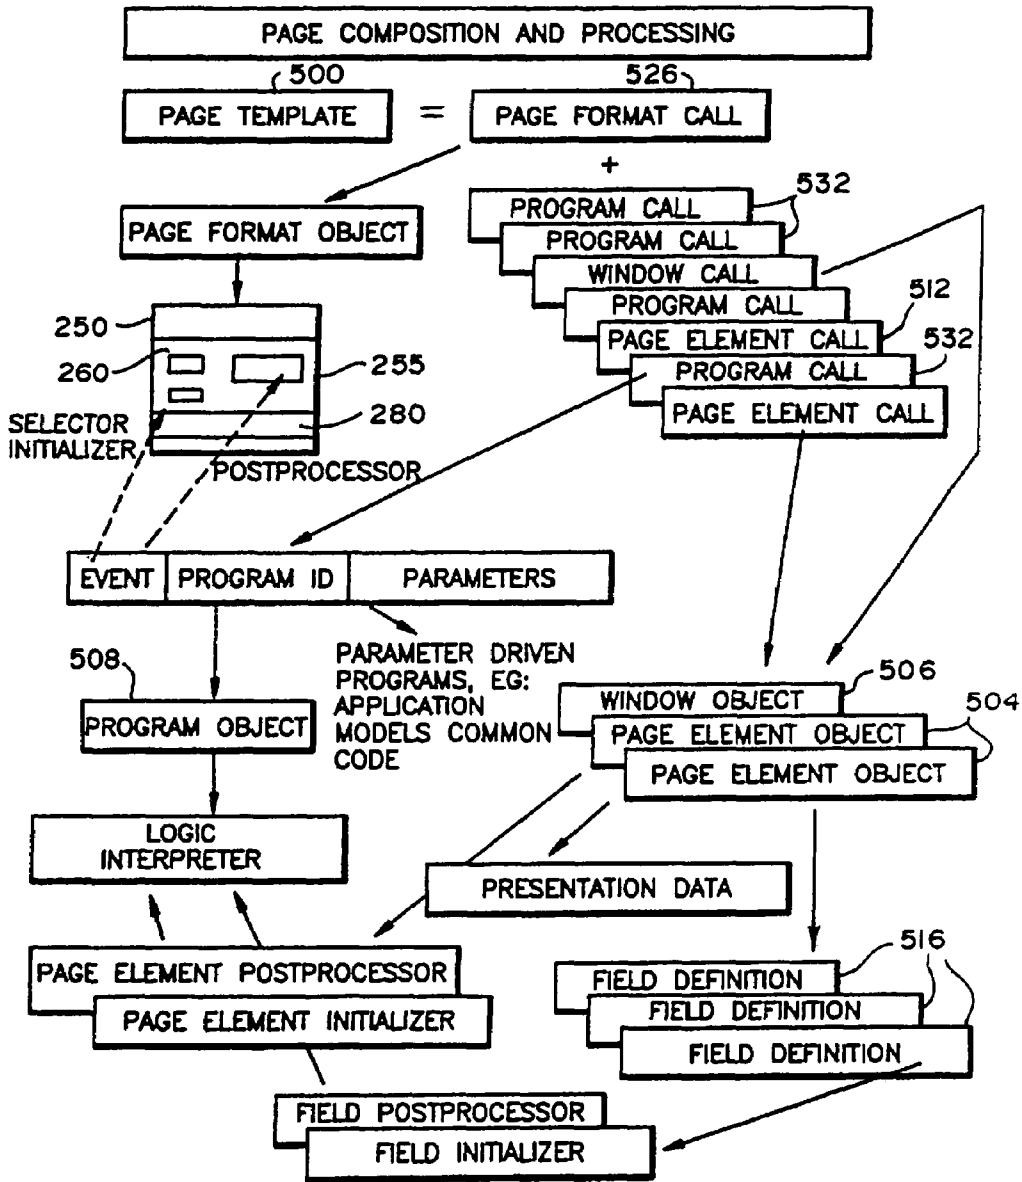 PAGE COMPOSITION AND PROCESSING
500
526
PAGE TEMPLATE = PAGE FORMAT CALL
+
532
PROGRAM CALL
PROGRAM CALL
PAGE FORMAT OBJECT
WINDOW CALL
PROGRAM CALL
512
PAGE ELEMENT CALL
532
PROGRAM CALL
PAGE ELEMENT CALL
250
260
255
280
SELECTOR
INITIALIZER
POSTPROCESSOR
EVENT PROGRAM ID PARAMETERS
508
PROGRAM OBJECT
PARAMETER DRIVEN
PROGRAMS, EG:
APPLICATION
MODELS COMMON
CODE
506
WINDOW OBJECT
504
PAGE ELEMENT OBJECT
PAGE ELEMENT OBJECT
LOGIC
INTERPRETER
PRESENTATION DATA
516
PAGE ELEMENT POSTPROCESSOR
PAGE ELEMENT INITIALIZER
FIELD DEFINITION
FIELD DEFINITION
FIELD DEFINITION
FIELD POSTPROCESSOR
FIELD INITIALIZER